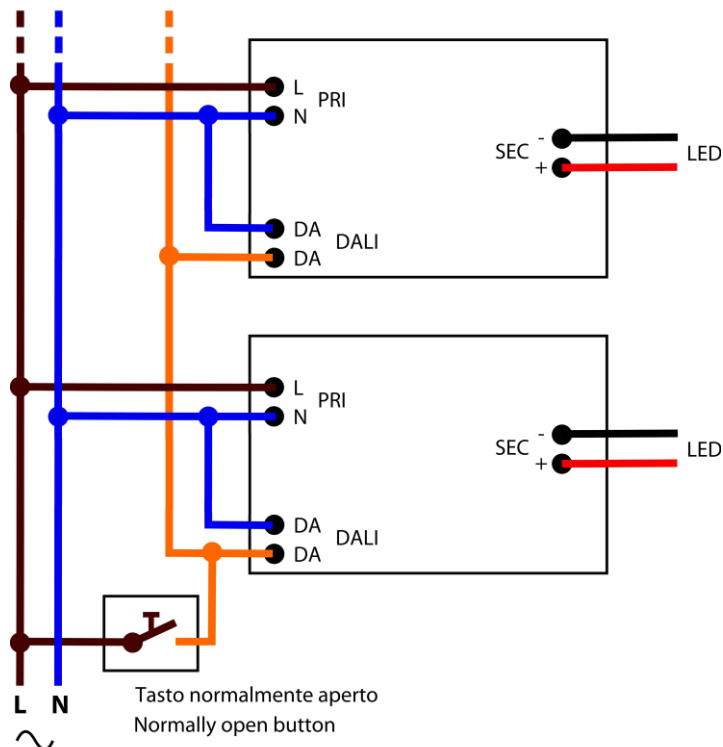 L PRI
N
SEC - LED
+
DA DALI
DA
L PRI
N
SEC - LED
+
DA DALI
DA
L N
Tasto normalmente aperto
Normally open button